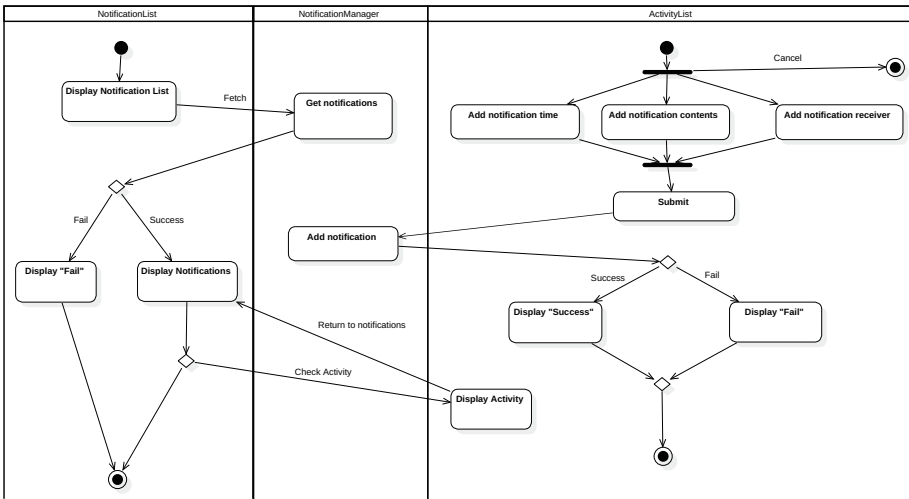 NotificationList
NotificationManager
ActivityList
Cancel
Display Notification List
Fetch
Get notifications
Add notification time
Add notification contents
Add notification receiver
Submit
Fail
Success
Add notification
Display "Fail"
Display Notifications
Success
Fail
Display "Success"
Display "Fail"
Return to notifications
Check Activity
Display Activity